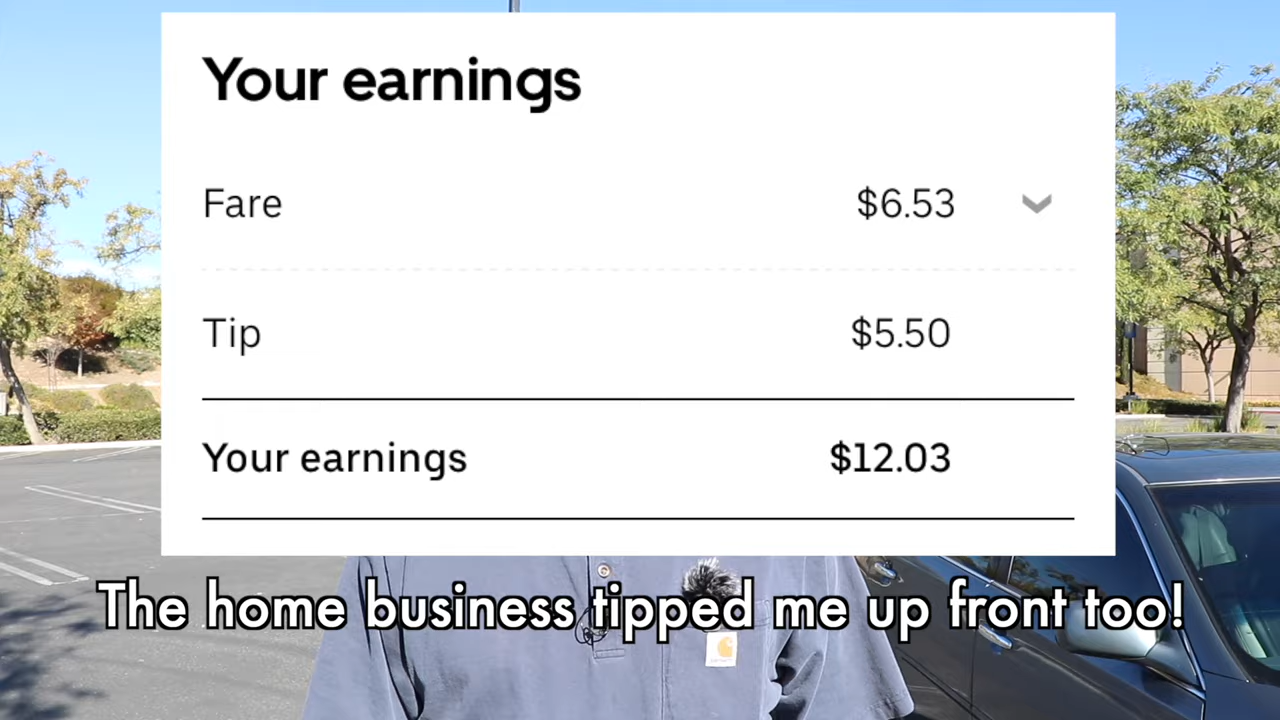 Your earnings
Fare $6.53
Tip $5.50
Your earnings $12.03
The home business tipped me up front too!